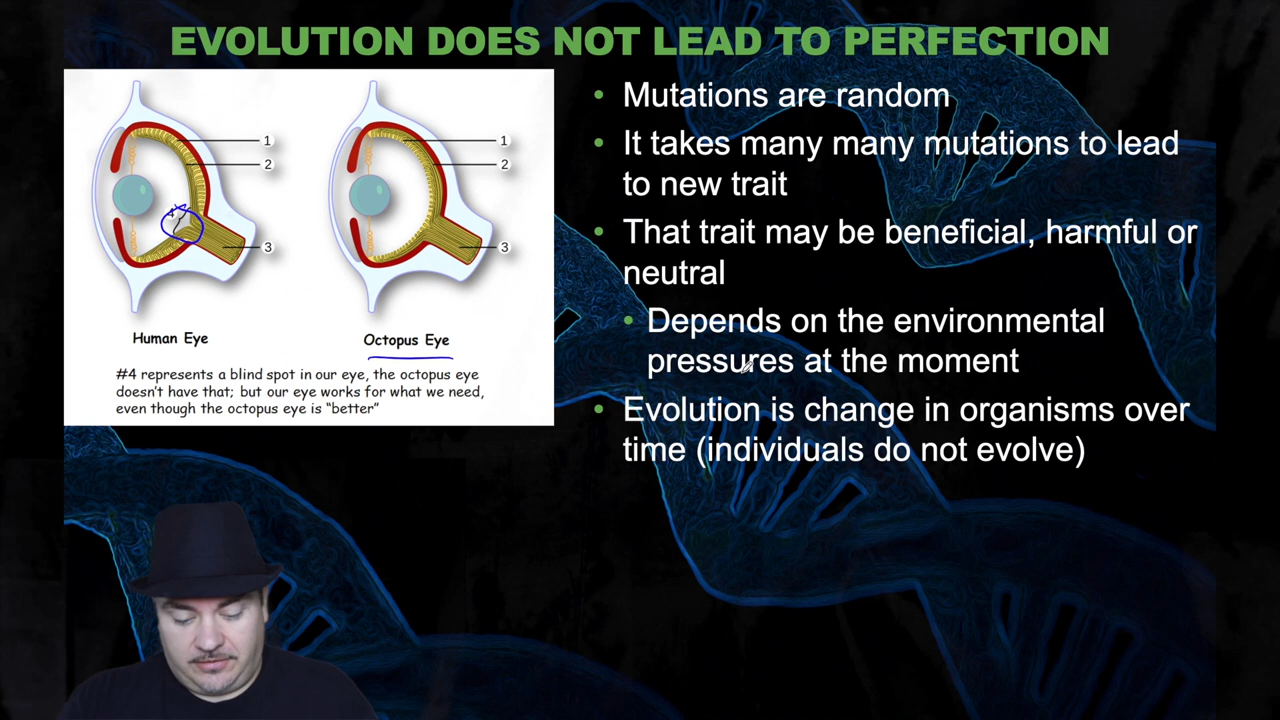 EVOLUTION DOES NOT LEAD TO PERFECTION
1
2
3
Human Eye
1
2
3
Octopus Eye
#4 represents a blind spot in our eye, the octopus eye
doesn't have that; but our eye works for what we need,
even though the octopus eye is "better"
• Mutations are random
• It takes many many mutations to lead
to new trait
• That trait may be beneficial, harmful or
neutral
• Depends on the environmental
pressures at the moment
• Evolution is change in organisms over
time (individuals do not evolve)